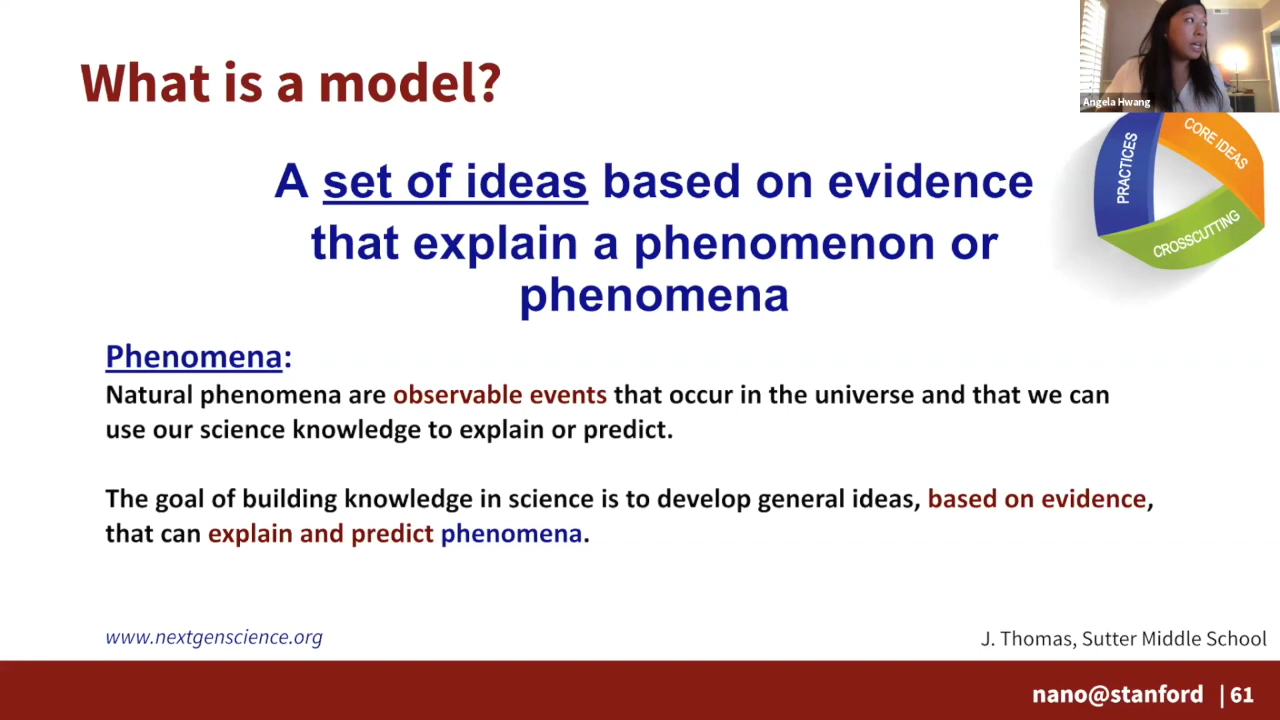 What is a model?
Angela Hwang
PRACTICES
CORE IDEAS
CROSSCUTTING
A set of ideas based on evidence
that explain a phenomenon or
phenomena
Phenomena:
Natural phenomena are observable events that occur in the universe and that we can
use our science knowledge to explain or predict.
The goal of building knowledge in science is to develop general ideas, based on evidence,
that can explain and predict phenomena.
www.nextgenscience.org
J. Thomas, Sutter Middle School
nano@stanford | 61